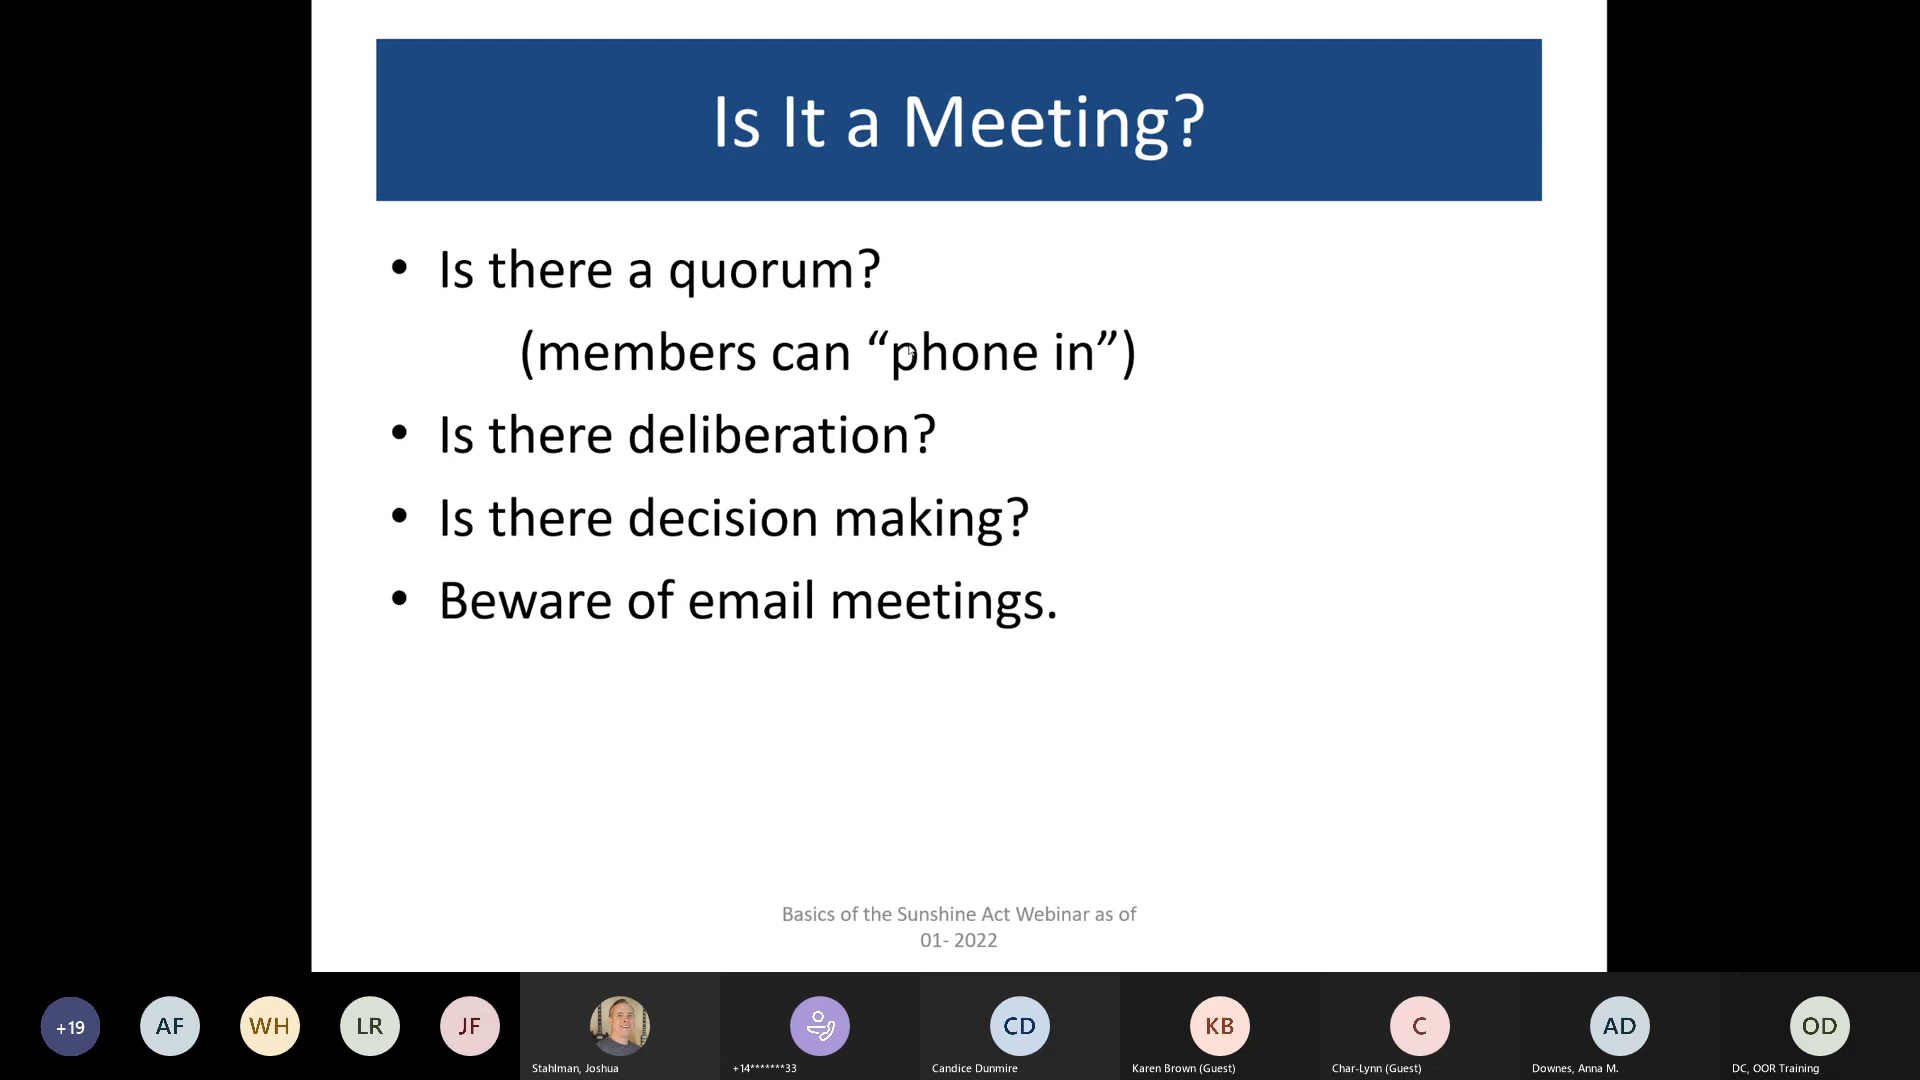 Is It a Meeting?
• Is there a quorum?
(members can “phone in”)
• Is there deliberation?
• Is there decision making?
• Beware of email meetings.
Basics of the Sunshine Act Webinar as of
01- 2022
+19
AF
WH
LR
JF
CD
KB
C
AD
OD
Stahlman, Joshua
+14*******33
Candice Dunmire
Karen Brown (Guest)
Char-Lynn (Guest)
Downes, Anna M.
DC, OOR Training